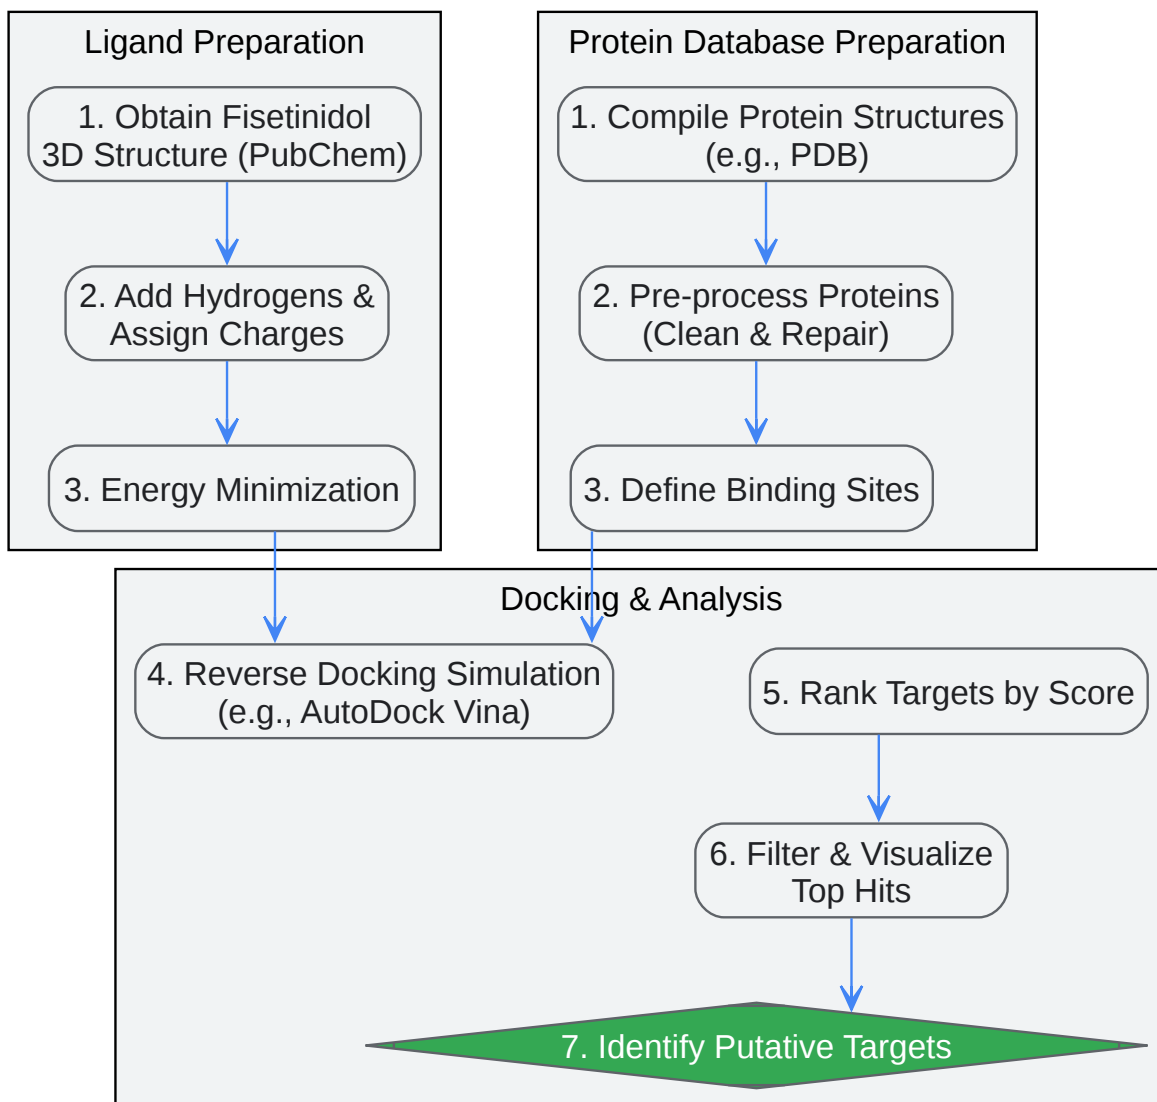 Ligand Preparation
1. Obtain Fisetinidol
3D Structure (PubChem)
2. Add Hydrogens &
Assign Charges
3. Energy Minimization
Protein Database Preparation
1. Compile Protein Structures
(e.g., PDB)
2. Pre-process Proteins
(Clean & Repair)
3. Define Binding Sites
Docking & Analysis
4. Reverse Docking Simulation
(e.g., AutoDock Vina)
5. Rank Targets by Score
6. Filter & Visualize
Top Hits
7. Identify Putative Targets